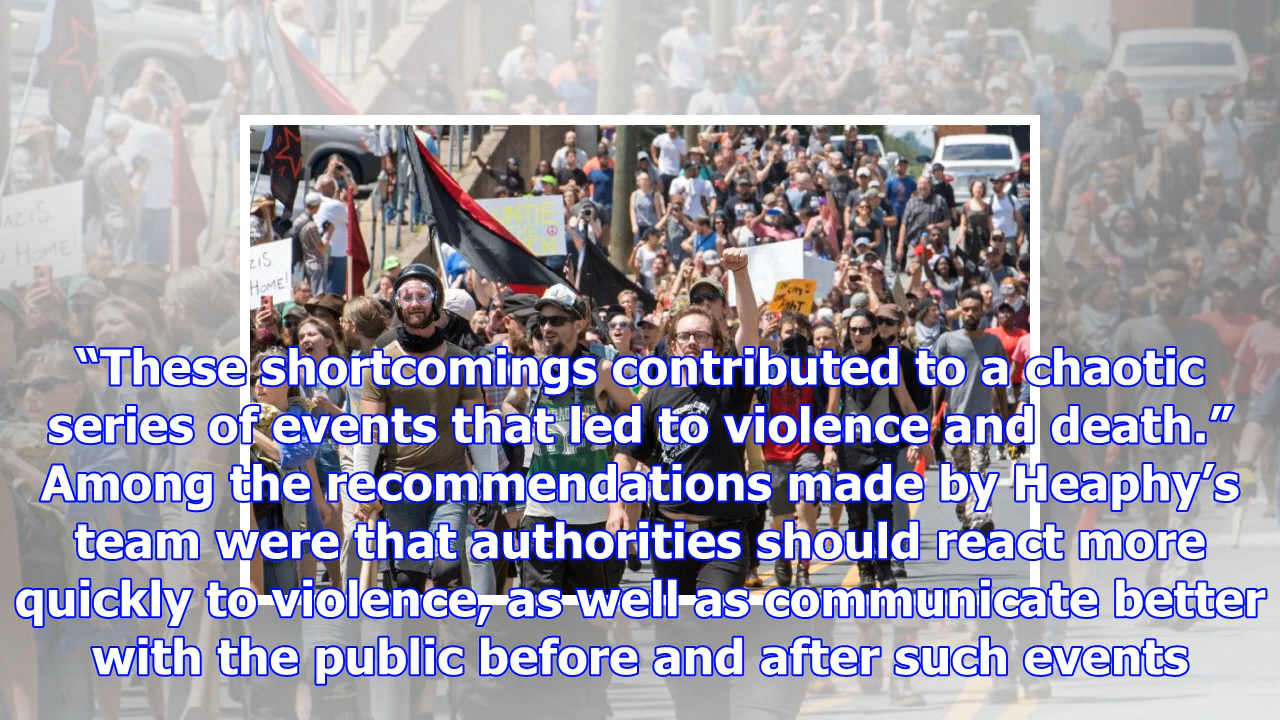 “These shortcomings contributed to a chaotic
series of events that led to violence and death.”
Among the recommendations made by Heaphy’s
team were that authorities should react more
quickly to violence, as well as communicate better
with the public before and after such events
HOME!